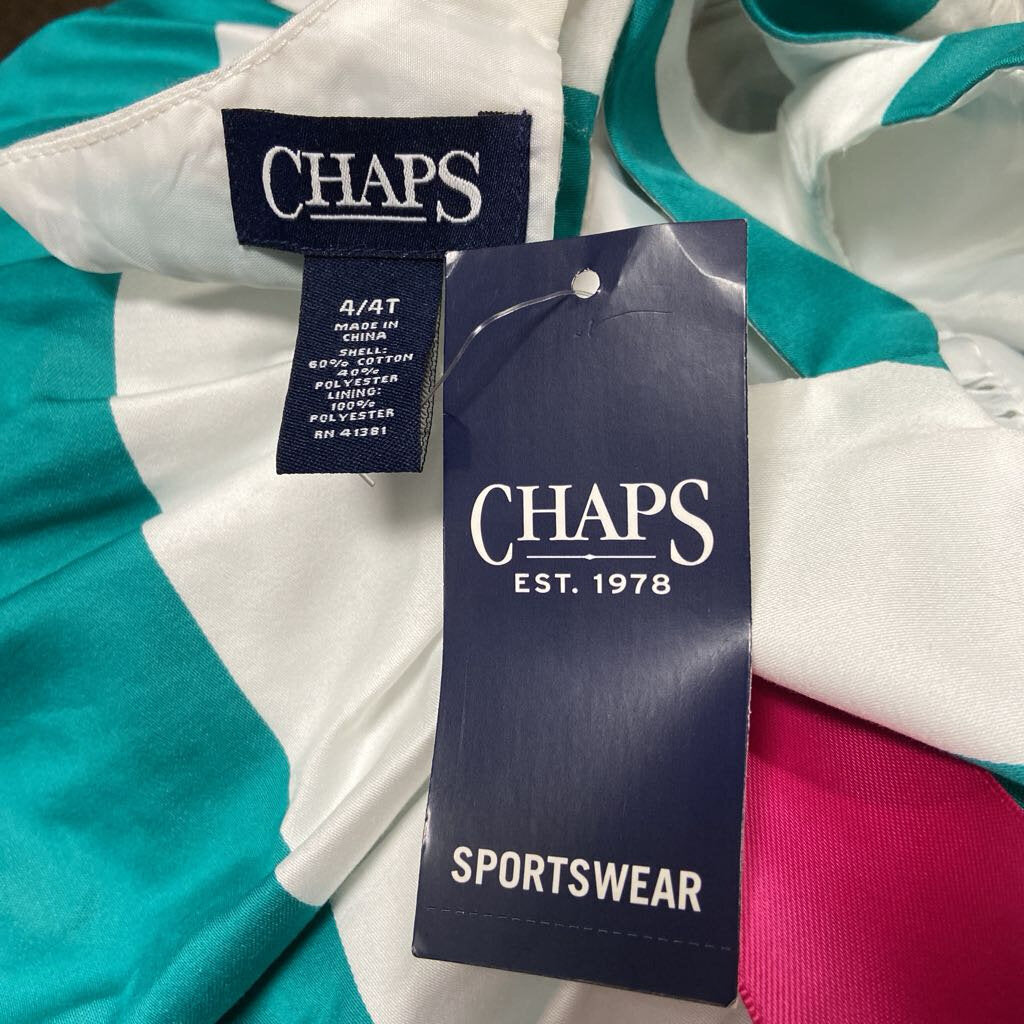 CHAPS
4/4T
MADE IN
CHINA
SHELL:
60% COTTON
40%
POLYESTER
LINING:
100%
POLYESTER
RN 41381
CHAPS
EST. 1978
SPORTSWEAR